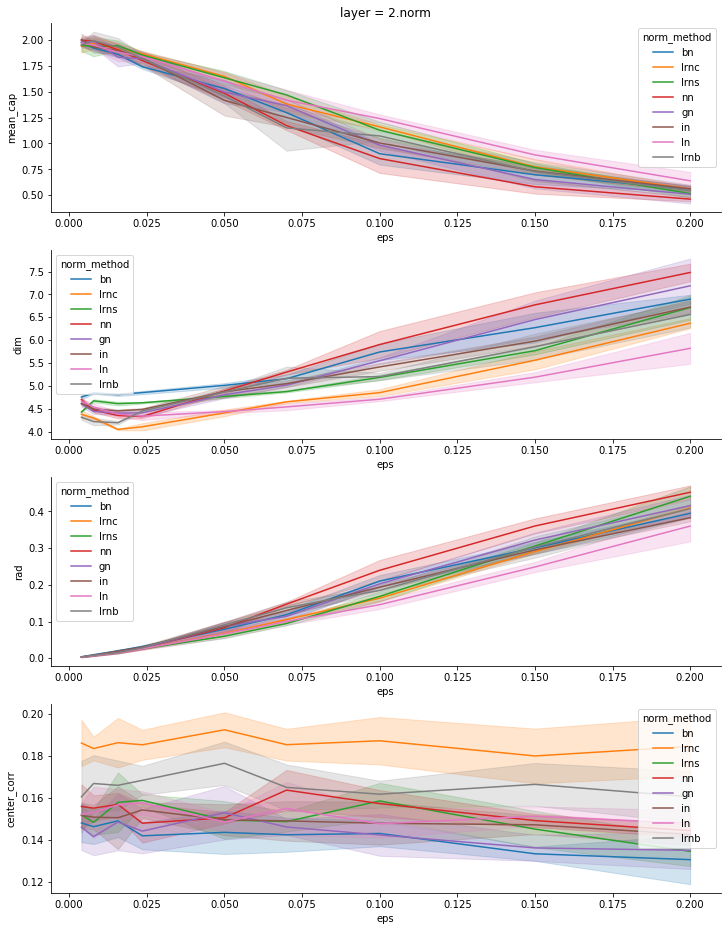 layer = 2.norm
2.00
1.75
1.50
1.25
1.00
0.75
0.50
mean_cap
norm_method
bn
lrnc
lrns
nn
gn
in
ln
lrnb
0.000 0.025 0.050 0.075 0.100 0.125 0.150 0.175 0.200
eps
7.5
7.0
6.5
6.0
5.5
5.0
4.5
4.0
dim
norm_method
bn
lrnc
lrns
nn
gn
in
ln
lrnb
0.000 0.025 0.050 0.075 0.100 0.125 0.150 0.175 0.200
eps
0.4
0.3
0.2
0.1
0.0
rad
norm_method
bn
lrnc
lrns
nn
gn
in
ln
lrnb
0.000 0.025 0.050 0.075 0.100 0.125 0.150 0.175 0.200
eps
0.20
0.18
0.16
0.14
0.12
center_corr
norm_method
bn
lrnc
lrns
nn
gn
in
ln
lrnb
0.000 0.025 0.050 0.075 0.100 0.125 0.150 0.175 0.200
eps